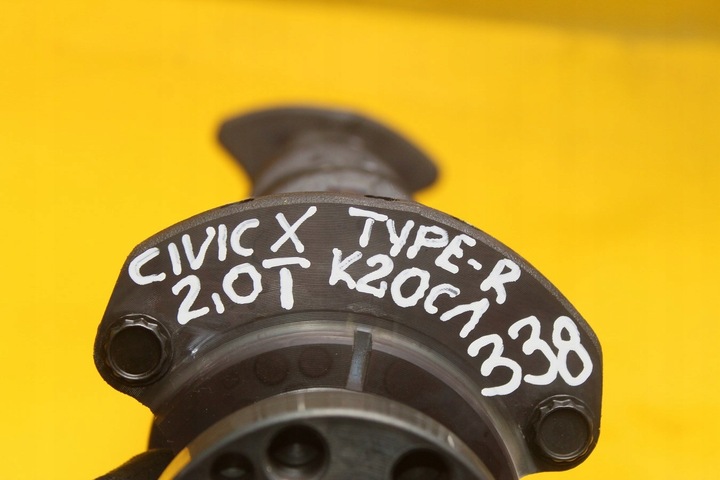 CIVIC X TYPE-R
2,0T K20C1
338